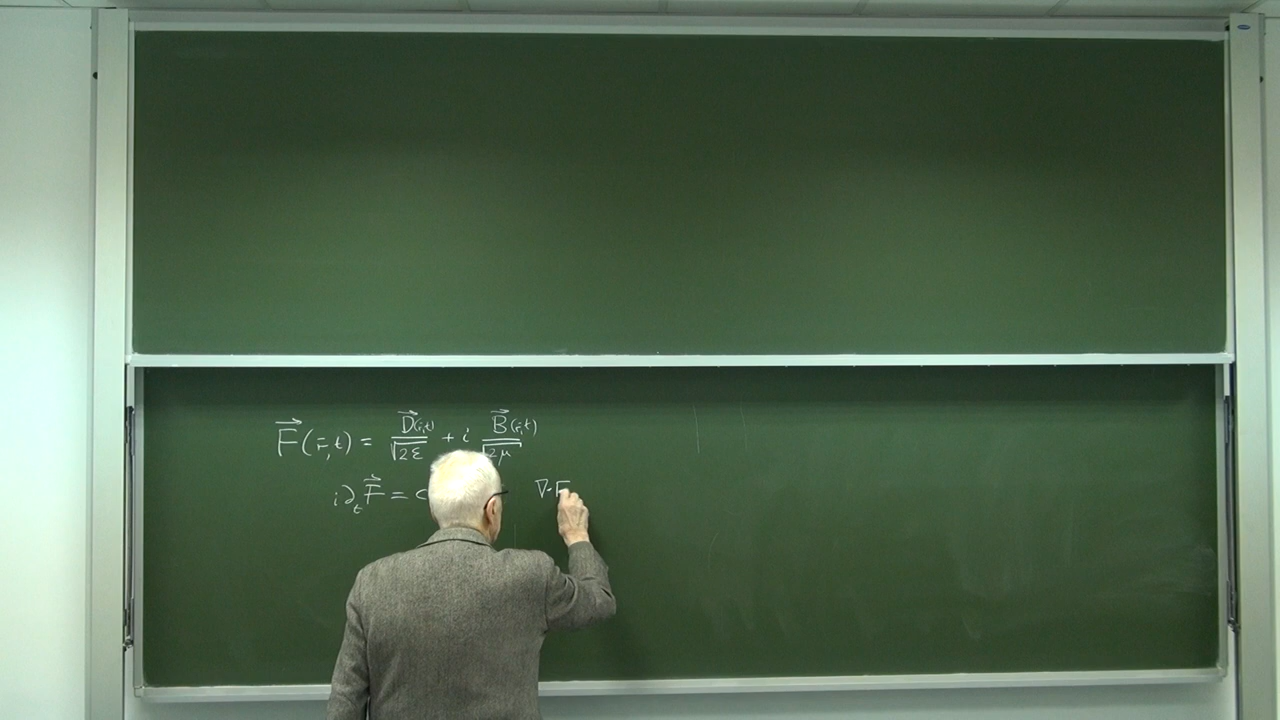 F⃗(r,t) = D⃗(r,t)/√2ε + i B⃗(r,t)/√2μ
i∂ₜF⃗ = c ∇·F